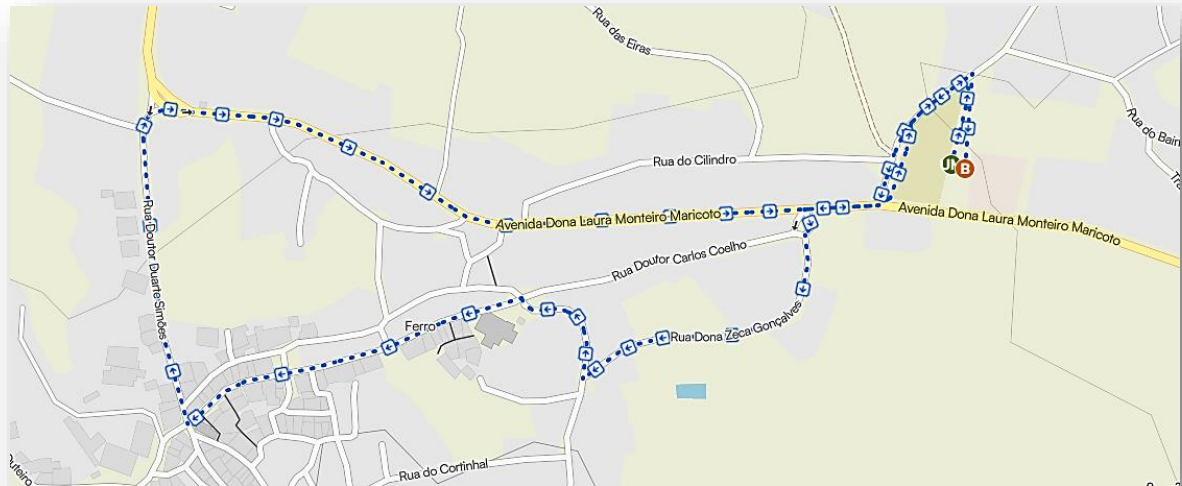 Rua das Eiras
Rua do Bain
Rua do Cilindro
Rua Doutor Duarte Simões
Avenida Dona Laura Monteiro Maricoto
Avenida Dona Laura Monteiro Maricoto
Rua Doutor Carlos Coelho
Ferro
Rua Dona Zeca Gonçalves
B
Rua do Cortinhal
Outeiro